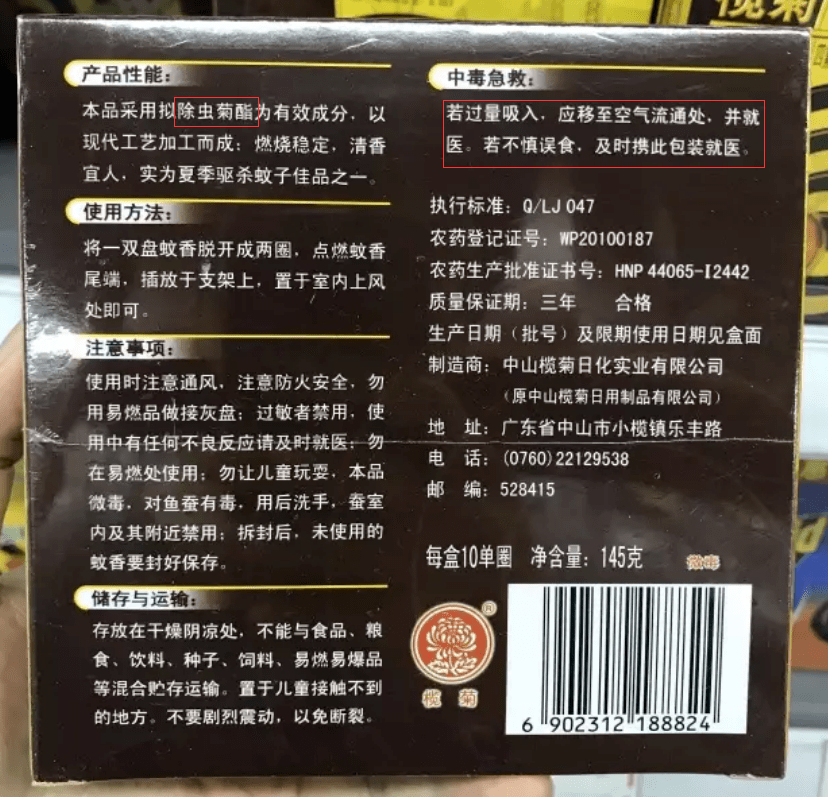 榄菊
产品性能：
本品采用拟除虫菊酯为有效成分，以
现代工艺加工而成；燃烧稳定，清香
宜人，实为夏季驱杀蚊子佳品之一。
使用方法：
将一双盘蚊香脱开成两圈，点燃蚊香
尾端，插放于支架上，置于室内上风
处即可。
注意事项：
使用时注意通风，注意防火安全，勿
用易燃品做接灰盘；过敏者禁用，使
用中有任何不良反应请及时就医；勿
在易燃处使用；勿让儿童玩耍，本品
微毒，对鱼蚕有毒，用后洗手，蚕室
内及其附近禁用；拆封后，未使用的
蚊香要封好保存。
储存与运输：
存放在干燥阴凉处，不能与食品、粮
食、饮料、种子、饲料、易燃易爆品
等混合贮存运输。置于儿童接触不到
的地方。不要剧烈震动，以免断裂。
中毒急救：
若过量吸入，应移至空气流通处，并就
医。若不慎误食，及时携此包装就医。
执行标准：Q/LJ 047
农药登记证号：WP20100187
农药生产批准证书号：HNP 44065-I2442
质量保证期：三年 合格
生产日期（批号）及限期使用日期见盒面
制造商：中山榄菊日化实业有限公司
（原中山榄菊日用制品有限公司）
地 址：广东省中山市小榄镇乐丰路
电 话：(0760)22129538
邮 编：528415
每盒10单圈 净含量：145克 微毒
®
榄 菊
6 902312 188824